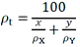 ρt = 100 / (x/ρX + y/ρY)